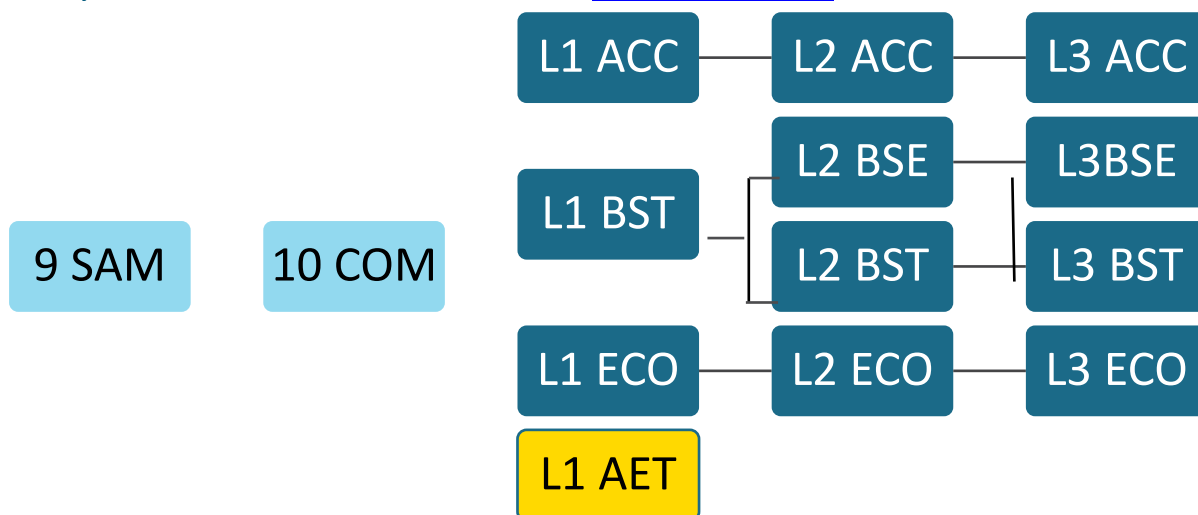 L1 ACC
L2 ACC
L3 ACC
L2 BSE
L3BSE
L1 BST
9 SAM
10 COM
L2 BST
L3 BST
L1 ECO
L2 ECO
L3 ECO
L1 AET